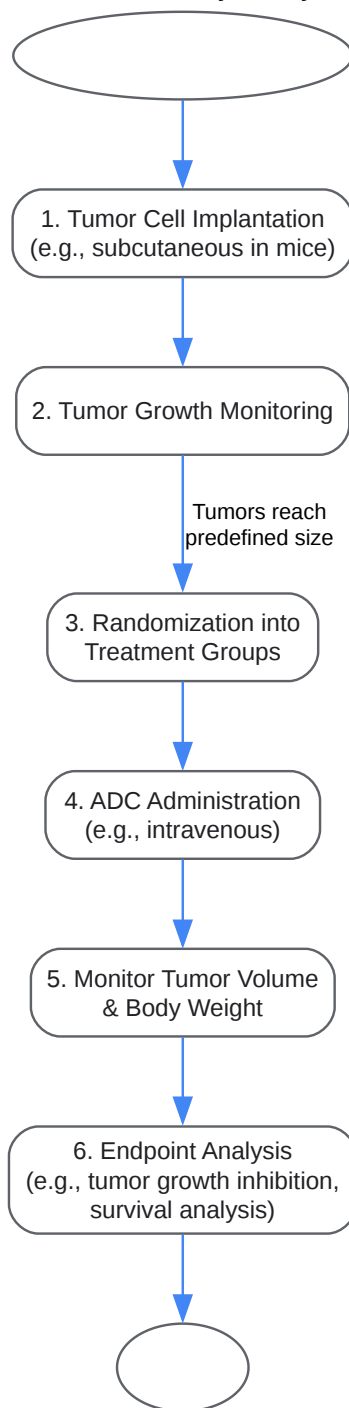 1. Tumor Cell Implantation
(e.g., subcutaneous in mice)
2. Tumor Growth Monitoring
Tumors reach
predefined size
3. Randomization into
Treatment Groups
4. ADC Administration
(e.g., intravenous)
5. Monitor Tumor Volume
& Body Weight
6. Endpoint Analysis
(e.g., tumor growth inhibition,
survival analysis)